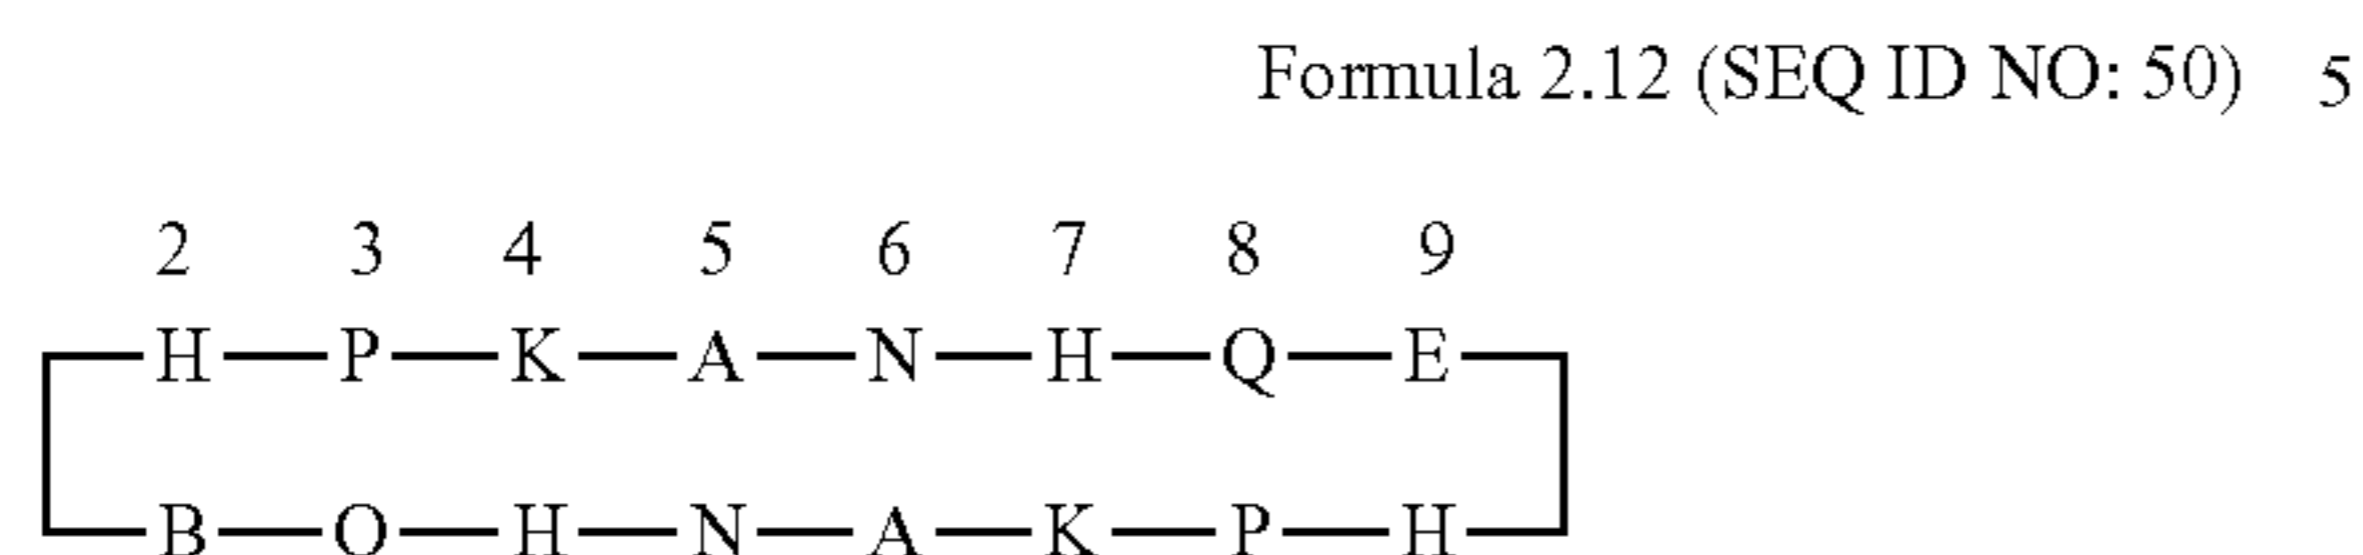 Formula 2.12 (SEQ ID NO: 50) 5
2 3 4 5 6 7 8 9
H—P—K—A—N—H—Q—E
B—O—H—N—A—K—P—H